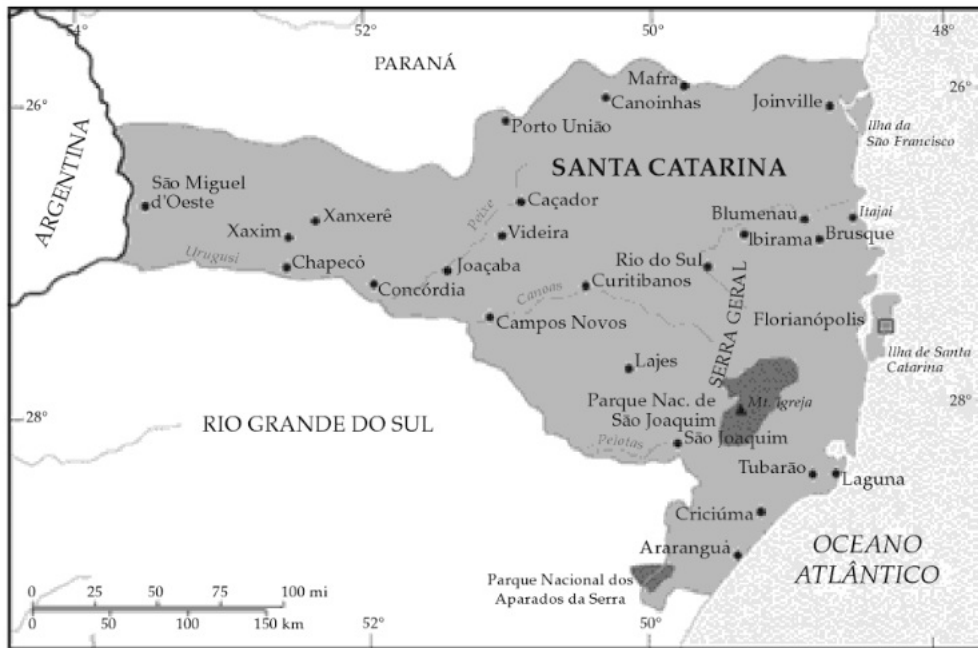 54°
52°
50°
48°
PARANÁ
Mafra
Canoinhas
26°
26°
Joinville
Porto União
Ilha da
São Francisco
ARGENTINA
SANTA CATARINA
São Miguel
d'Oeste
Caçador
Xanxerê
Peixe
Blumenau
Itajaí
Xaxim
Videira
Ibirama
Brusque
Urugusi
Chapecó
Joaçaba
Rio do Sul
Concórdia
Canoas
Curitibanos
Campos Novos
SERRA GERAL
Florianópolis
Ilha de Santa
Catarina
Lajes
28°
28°
Parque Nac. de
São Joaquim
Mt. Igreja
RIO GRANDE DO SUL
Pelotas
São Joaquim
Tubarão
Laguna
Criciúma
Araranguá
OCEANO
ATLÂNTICO
Parque Nacional dos
Aparados da Serra
0 25 50 75 100 mi
0 50 100 150 km
52°
50°